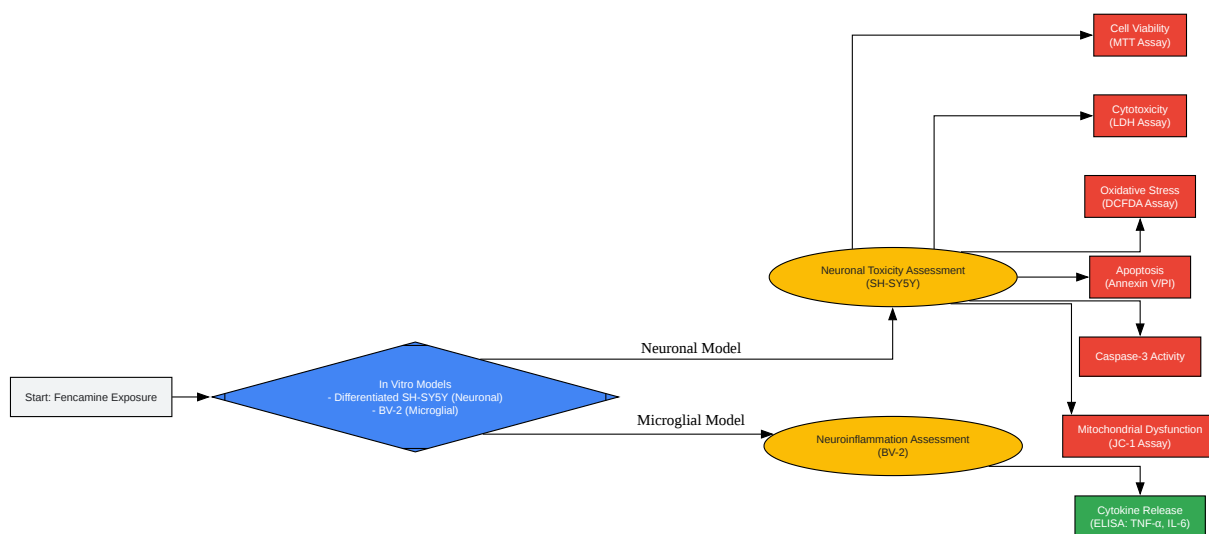 Cell Viability
(MTT Assay)
Cytotoxicity
(LDH Assay)
Oxidative Stress
(DCFDA Assay)
Neuronal Toxicity Assessment
(SH-SY5Y)
Apoptosis
(Annexin V/PI)
Neuronal Model
Caspase-3 Activity
Start: Fencamine Exposure
In Vitro Models
- Differentiated SH-SY5Y (Neuronal)
- BV-2 (Microglial)
Microglial Model
Neuroinflammation Assessment
(BV-2)
Mitochondrial Dysfunction
(JC-1 Assay)
Cytokine Release
(ELISA: TNF-α, IL-6)